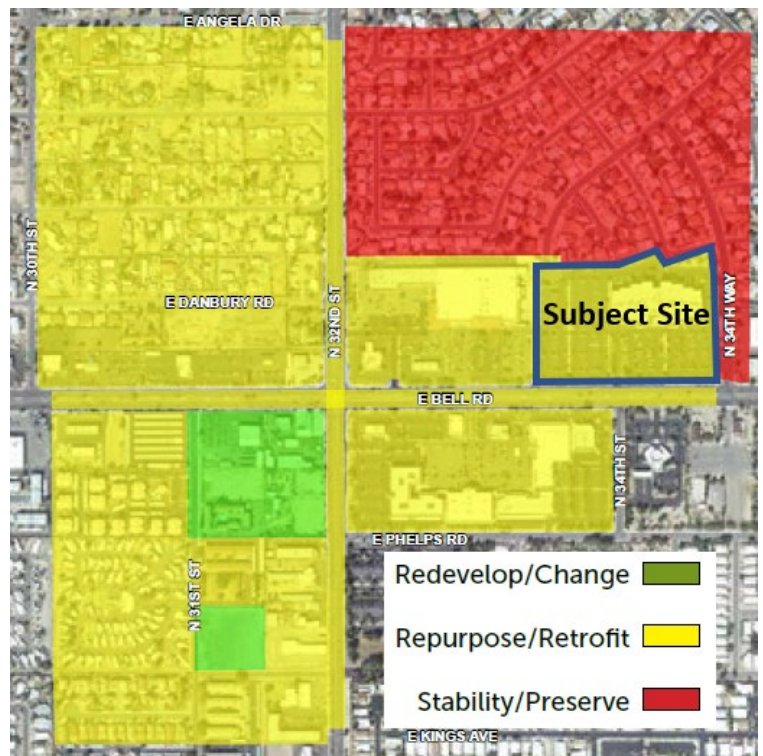 E ANGELA DR
N 30TH ST
E DANBURY RD
N 32ND ST
Subject Site
N 34TH WAY
E BELL RD
N 34TH ST
E PHELPS RD
N 31ST ST
Redevelop/Change
Repurpose/Retrofit
Stability/Preserve
E KINGS AVE